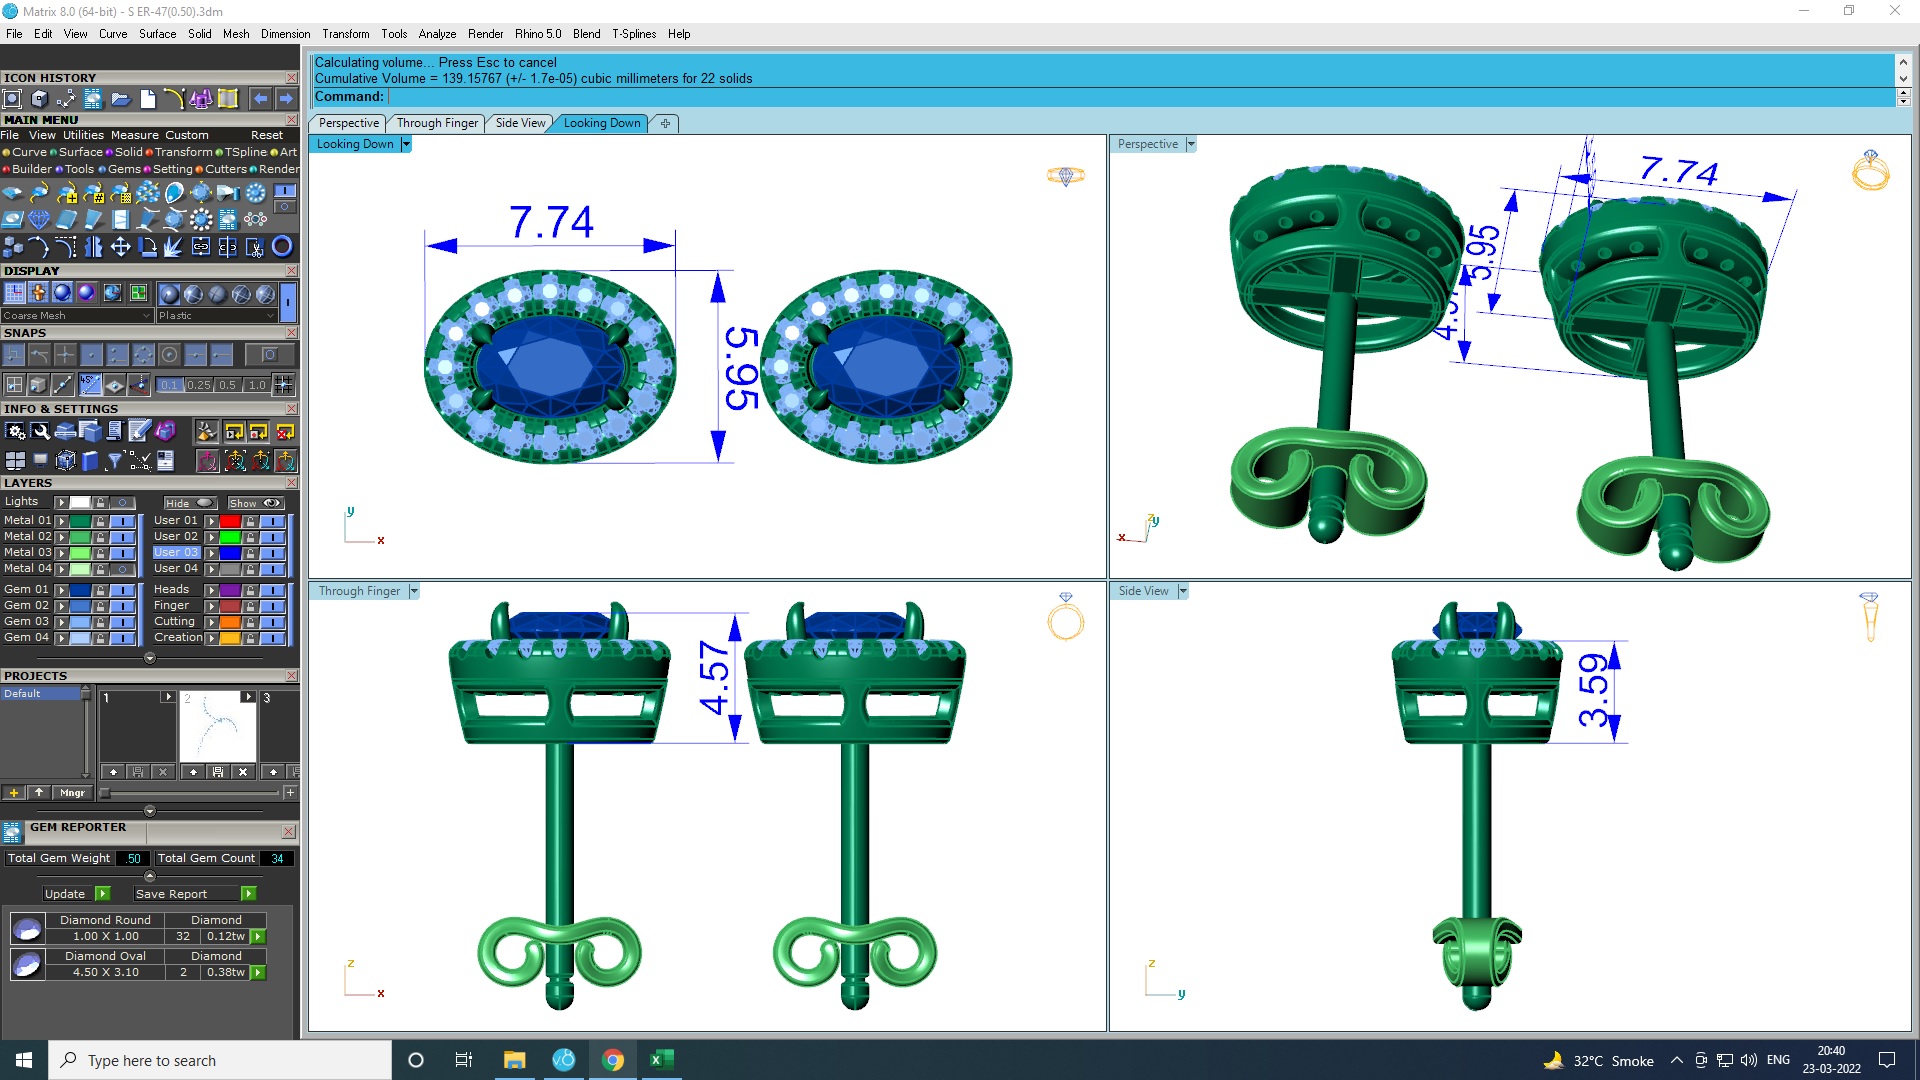 Matrix 8.0 (64-bit) - S ER-47(0.50).3dm
File Edit View Curve Surface Solid Mesh Dimension Transform Tools Analyze Render Rhino 5.0 Blend T-Splines Help
ICON HISTORY
MAIN MENU
File View Utilities Measure Custom Reset
Curve Surface Solid Transform TSpline Art
Builder Tools Gems Setting Cutters Render
DISPLAY
Coarse Mesh Plastic
SNAPS
45°
0.1 0.25 0.5 1.0
INFO & SETTINGS
LAYERS
Lights Hide Show
Metal 01 User 01
Metal 02 User 02
Metal 03 User 03
Metal 04 User 04
Gem 01 Heads
Gem 02 Finger
Gem 03 Cutting
Gem 04 Creation
PROJECTS
Default
1 2 3
Mngr
GEM REPORTER
Total Gem Weight .50 Total Gem Count 34
Update Save Report
Diamond Round Diamond
1.00 X 1.00 32 0.12tw
Diamond Oval Diamond
4.50 X 3.10 2 0.38tw
Calculating volume... Press Esc to cancel
Cumulative Volume = 139.15767 (+/- 1.7e-05) cubic millimeters for 22 solids
Command:
Perspective Through Finger Side View Looking Down
Looking Down
7.74
5.95
y
x
Perspective
7.74
5.95
z
y
x
Through Finger
4.57
z
x
Side View
3.59
z
y
Type here to search
32°C Smoke
ENG
20:40
23-03-2022